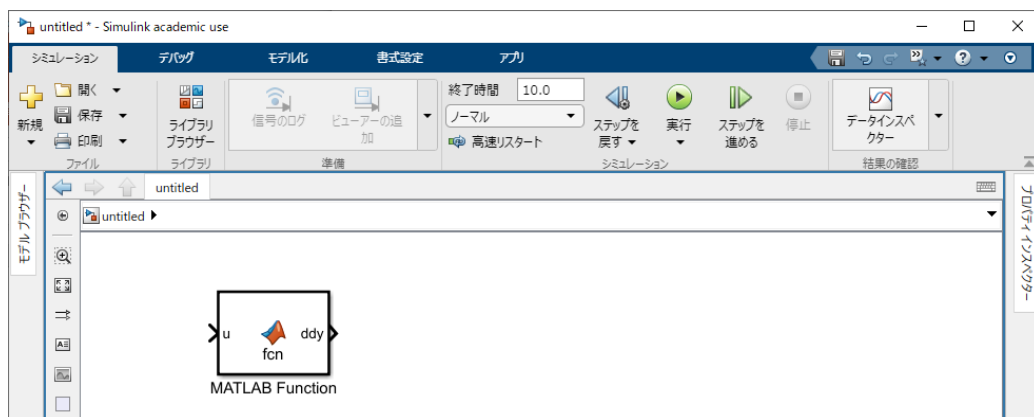 untitled * - Simulink academic use
シミュレーション デバッグ モデル化 書式設定 アプリ
新規
開く
保存
印刷
ファイル
ライブラリ
ブラウザー
ライブラリ
信号のログ
ビューアーの追
加
準備
終了時間 10.0
ノーマル
高速リスタート
ステップを
戻す
実行
ステップを
進める
停止
シミュレーション
データインスペ
クター
結果の確認
モデル ブラウザー
untitled
untitled
プロパティ インスペクター
u
fcn
ddy
MATLAB Function